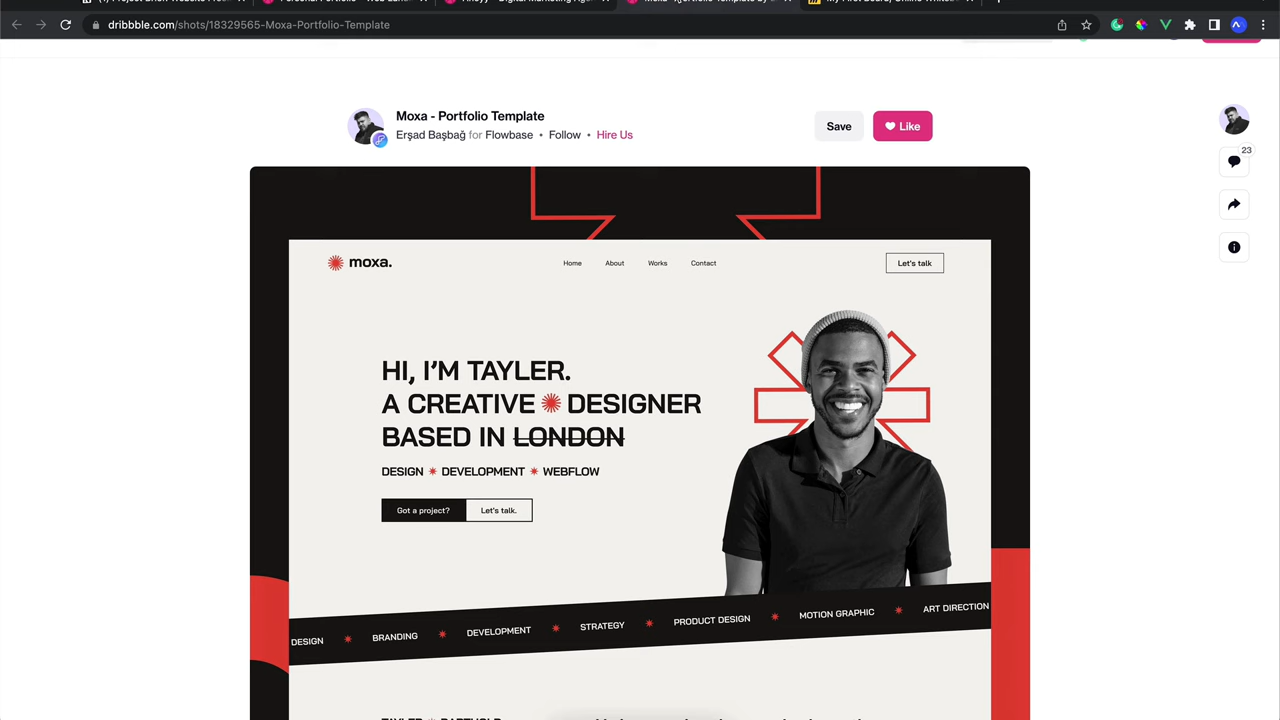 dribbble.com/shots/18329565-Moxa-Portfolio-Template
Moxa - Portfolio Template
Erşad Başbağ for Flowbase • Follow • Hire Us
Save
Like
23
moxa.
Home
About
Works
Contact
Let's talk
HI, I'M TAYLER.
A CREATIVE DESIGNER
BASED IN LONDON
DESIGN DEVELOPMENT WEBFLOW
Got a project?
Let's talk.
DESIGN BRANDING DEVELOPMENT STRATEGY PRODUCT DESIGN MOTION GRAPHIC ART DIRECTION